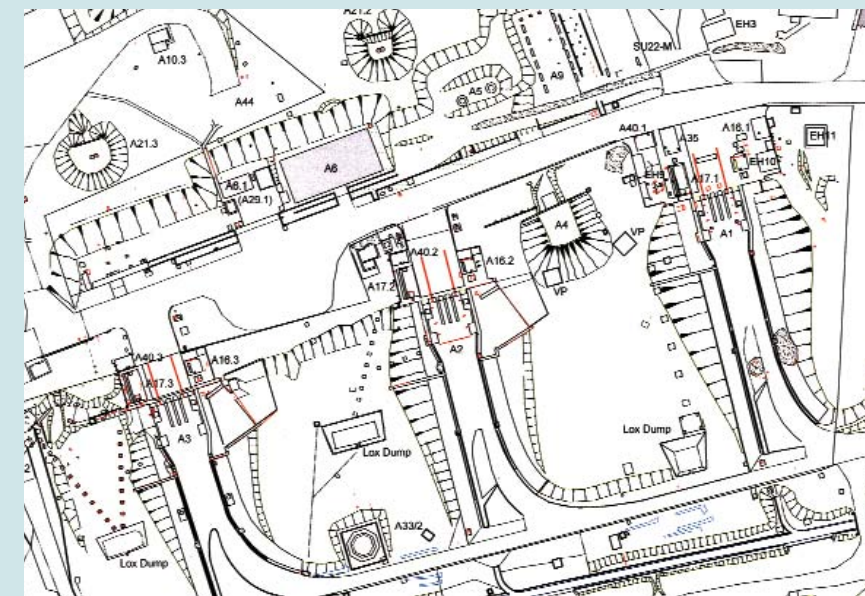 A21.2
EH3
A10.3
SU22-M
A9
A44
A5
A40.1
A35
A16.1
EH11
A21.3
A6
EH10
A6.1
(A29.1)
EH9
A17.1
A4
VP
A1
A40.2
A16.2
A17.2
VP
A2
A40.3
A16.3
A17.3
Lox Dump
A3
Lox Dump
A33/2
Lox Dump